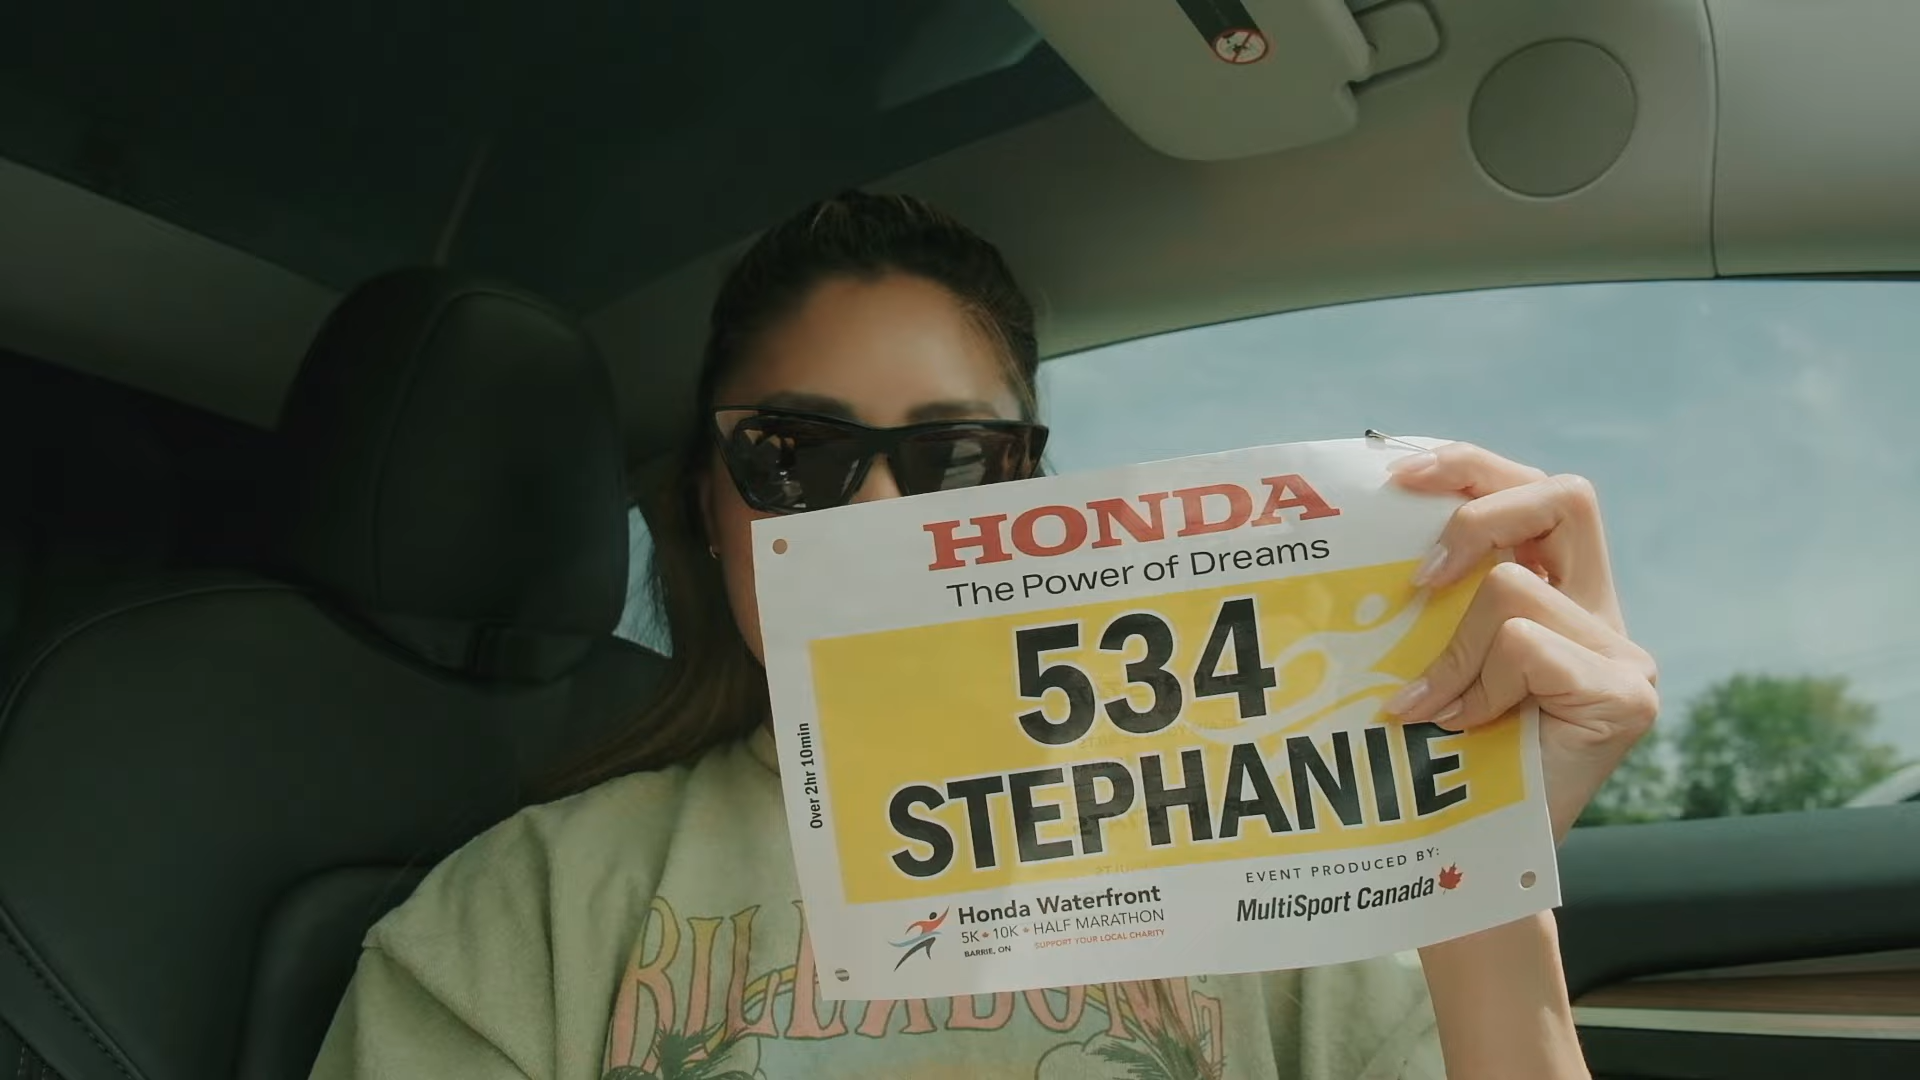 HONDA
The Power of Dreams
534
STEPHANIE
Over 2hr 10min
Honda Waterfront
5K • 10K • HALF MARATHON
BARRIE, ON SUPPORT YOUR LOCAL CHARITY
EVENT PRODUCED BY:
MultiSport Canada
BILLABONG